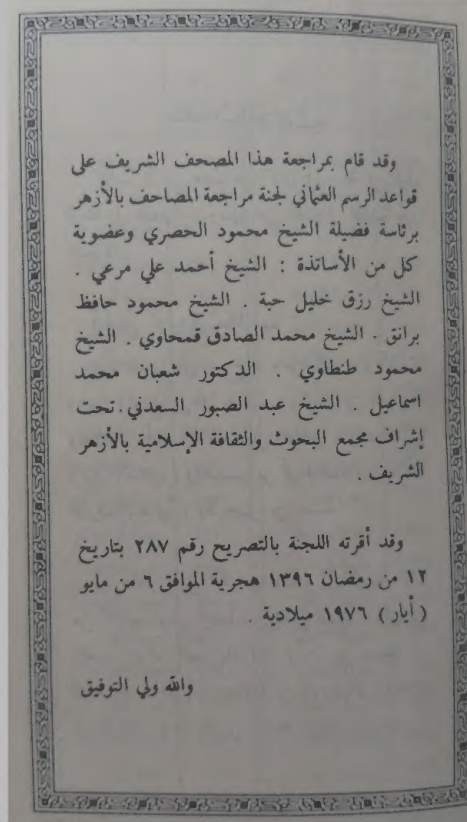 وقد قام بمراجعة هذا المصحف الشريف على
قواعد الرسم العثماني لجنة مراجعة المصاحف بالأزهر
برئاسة فضيلة الشيخ محمود الحصري وعضوية
كل من الأساتذة : الشيخ أحمد علي مرعي .
الشيخ رزق خليل حبة . الشيخ محمود حافظ
برانق . الشيخ محمد الصادق قمحاوي . الشيخ
محمود طنطاوي . الدكتور شعبان محمد
اسماعيل . الشيخ عبد الصبور السعدني . تحت
إشراف مجمع البحوث والثقافة الإسلامية بالأزهر
الشريف .
وقد أقرته اللجنة بالتصريح رقم ٢٨٧ بتاريخ
١٢ من رمضان ١٣٩٦ هجرية الموافق ٦ من مايو
( أيار ) ١٩٧٦ ميلادية .
والله ولي التوفيق